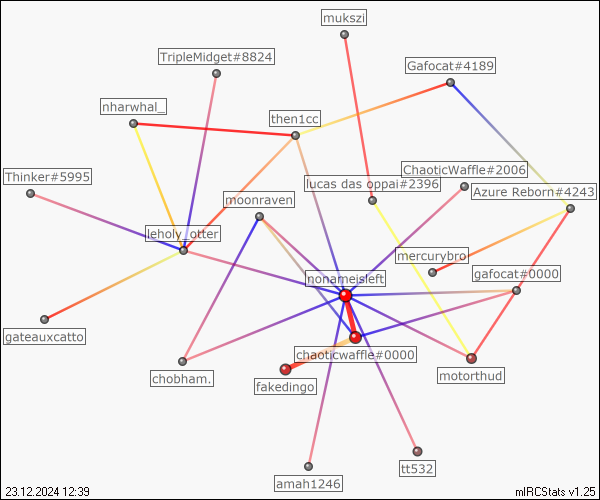 mukszi
TripleMidget#8824
Gafocat#4189
nharwhal_
then1cc
Thinker#5995
ChaoticWaffle#2006
lucas das oppai#2396
Azure Reborn#4243
moonraven
leholy_otter
mercurybro
nonameisleft
gafocat#0000
gateauxcatto
chaoticwaffle#0000
chobham.
motorthud
fakedingo
tt532
amah1246
23.12.2024 12:39
mIRCStats v1.25